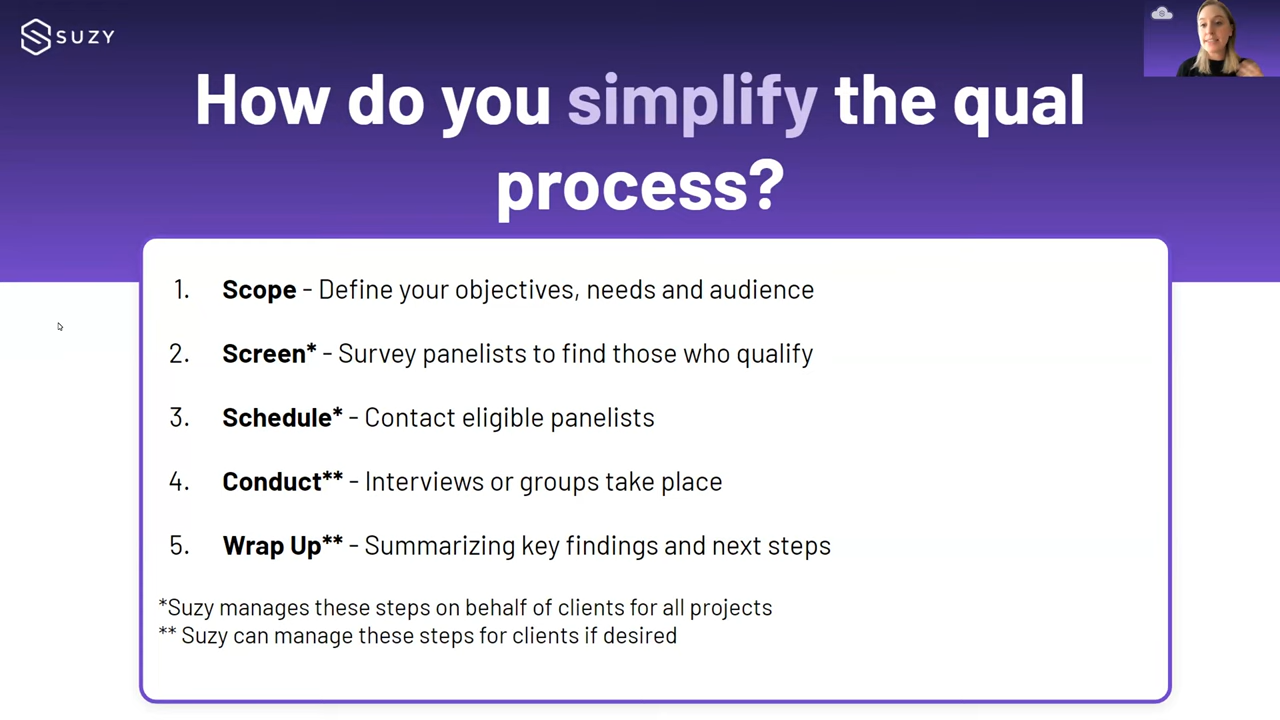 SUZY
How do you simplify the qual
process?
1. Scope - Define your objectives, needs and audience
2. Screen* - Survey panelists to find those who qualify
3. Schedule* - Contact eligible panelists
4. Conduct** - Interviews or groups take place
5. Wrap Up** - Summarizing key findings and next steps
*Suzy manages these steps on behalf of clients for all projects
** Suzy can manage these steps for clients if desired